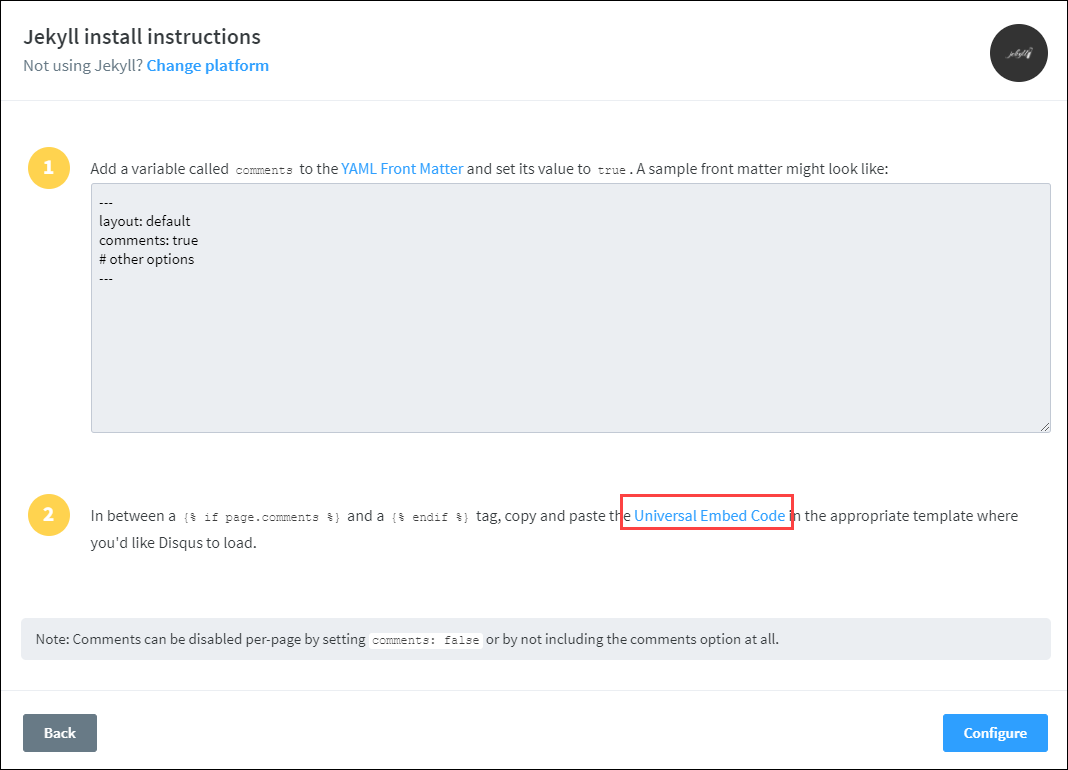 Jekyll install instructions
Not using Jekyll? Change platform
jekyll
1
Add a variable called comments to the YAML Front Matter and set its value to true . A sample front matter might look like:
---
layout: default
comments: true
# other options
---
2
In between a {% if page.comments %} and a {% endif %} tag, copy and paste the Universal Embed Code in the appropriate template where
you'd like Disqus to load.
Note: Comments can be disabled per-page by setting comments: false or by not including the comments option at all.
Back
Configure